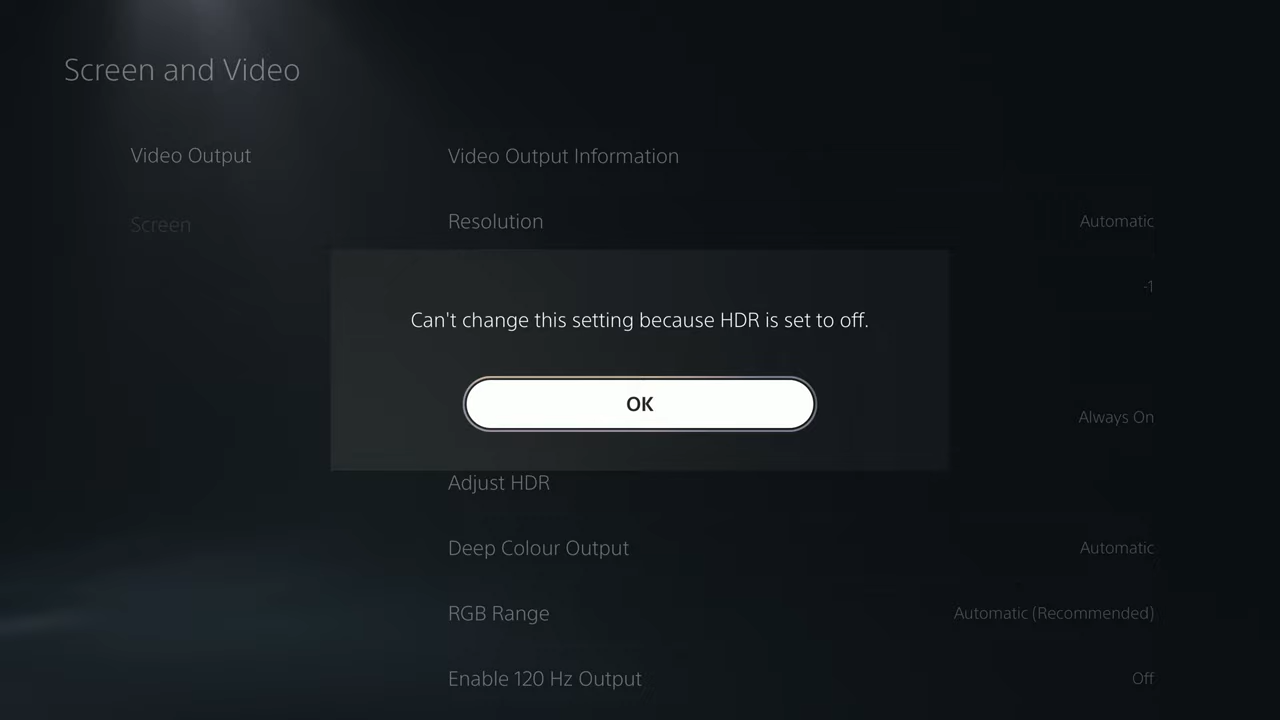 Screen and Video
Video Output
Screen
Video Output Information
Resolution Automatic
-1
Can't change this setting because HDR is set to off.
OK
Always On
Adjust HDR
Deep Colour Output Automatic
RGB Range Automatic (Recommended)
Enable 120 Hz Output Off